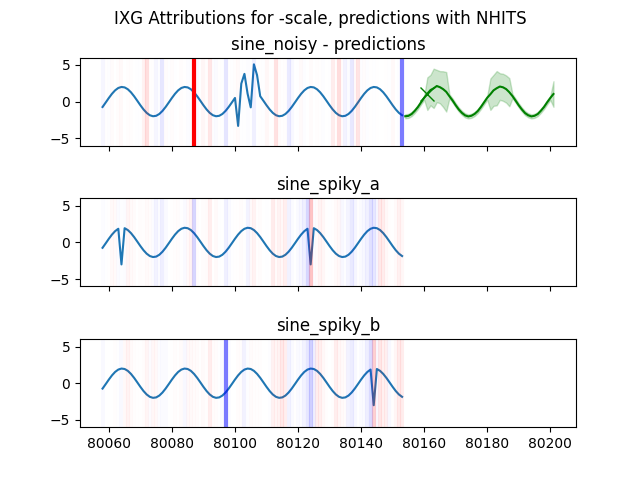 IXG Attributions for -scale, predictions with NHITS
sine_noisy - predictions
5
0
−5
sine_spiky_a
5
0
−5
sine_spiky_b
5
0
−5
80060 80080 80100 80120 80140 80160 80180 80200